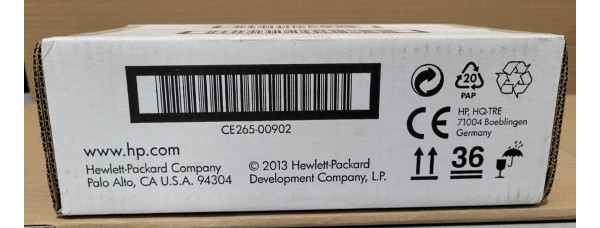 CE265-00902
www.hp.com
Hewlett-Packard Company
Palo Alto, CA U.S.A. 94304
© 2013 Hewlett-Packard
Development Company, L.P.
20
PAP
CE
HP, HQ-TRE
71004 Boeblingen
Germany
36